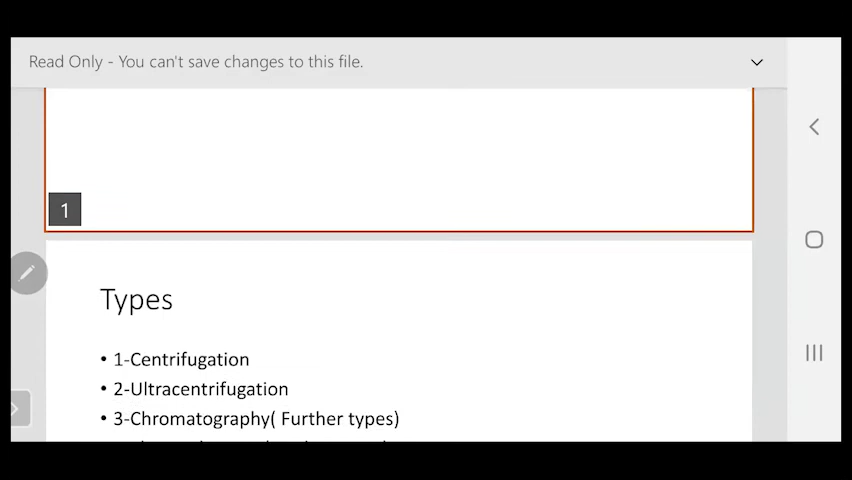 Read Only - You can't save changes to this file.
1
Types
• 1-Centrifugation
• 2-Ultracentrifugation
• 3-Chromatography( Further types)